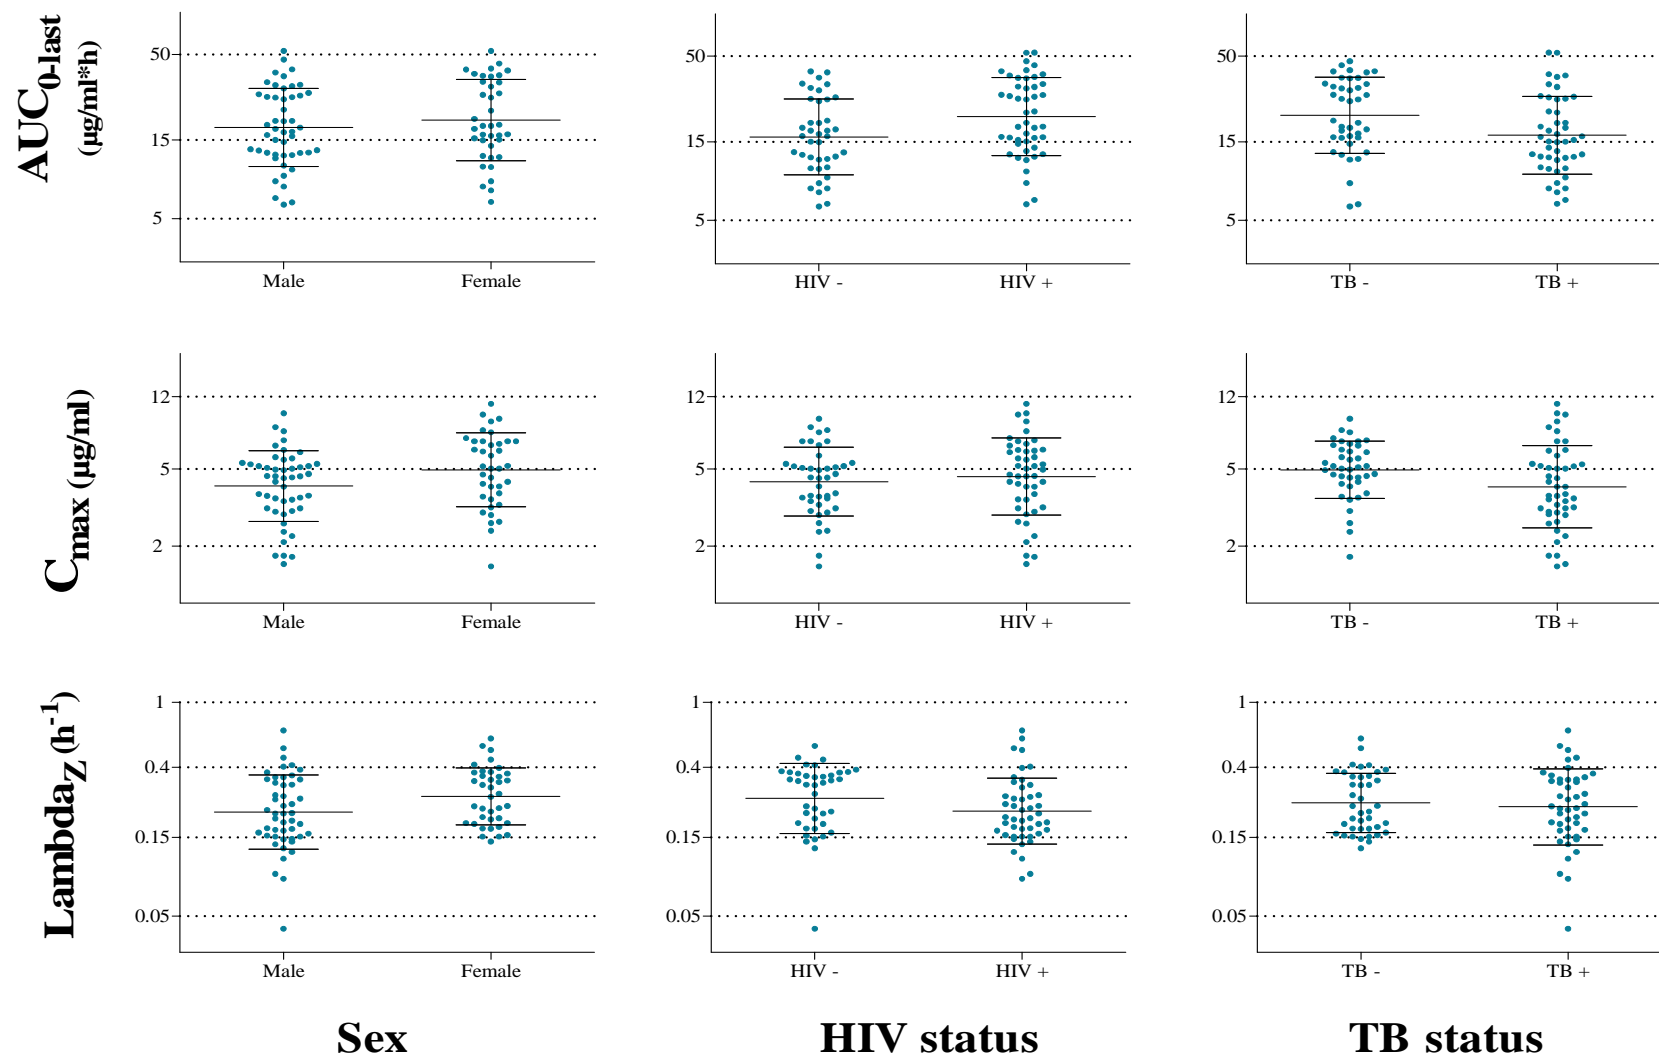 AUC0-last
(µg/ml*h)
50
15
5
Male
Female
50
15
5
HIV -
HIV +
50
15
5
TB -
TB +
Cmax (µg/ml)
12
5
2
Male
Female
12
5
2
HIV -
HIV +
12
5
2
TB -
TB +
LambdaZ (h-1)
1
0.4
0.15
0.05
Male
Female
1
0.4
0.15
0.05
HIV -
HIV +
1
0.4
0.15
0.05
TB -
TB +
Sex
HIV status
TB status